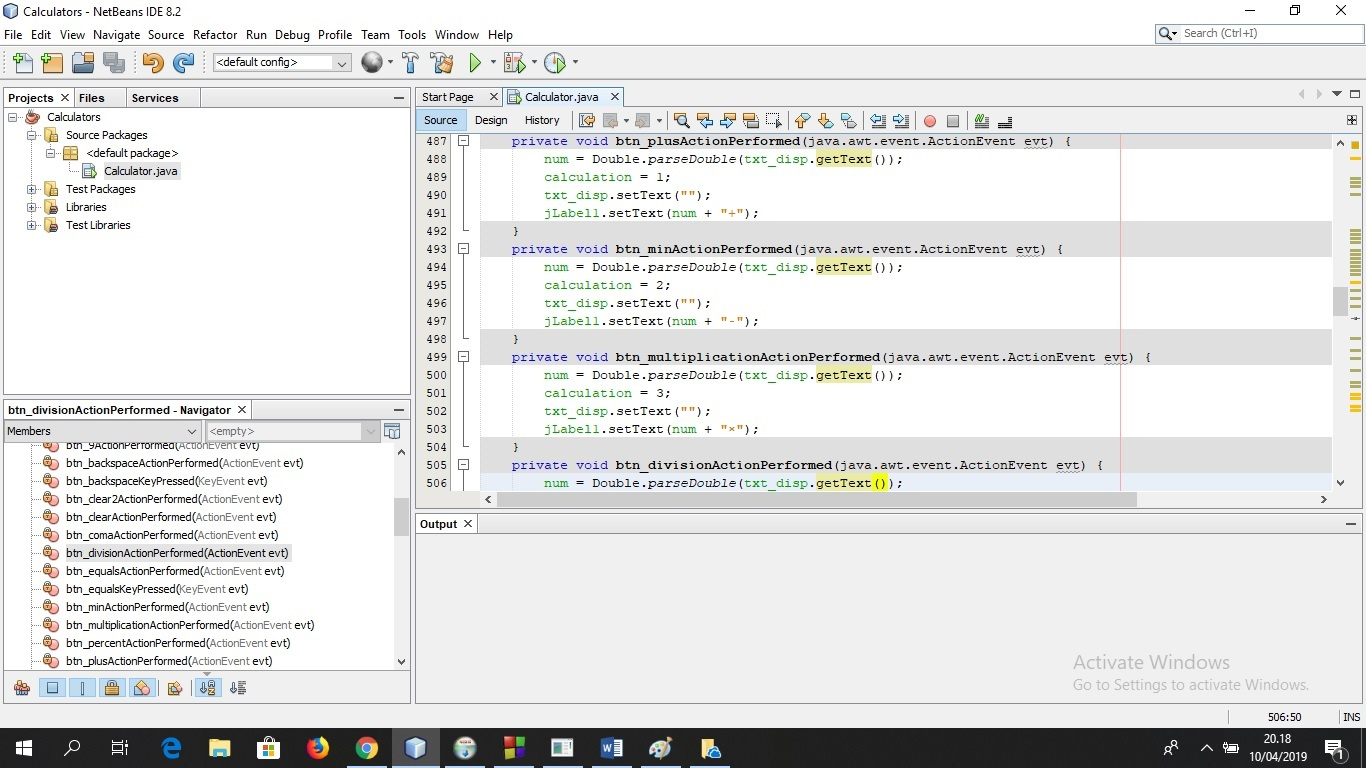 Calculators - NetBeans IDE 8.2
File Edit View Navigate Source Refactor Run Debug Profile Team Tools Window Help
Search (Ctrl+I)
<default config>
Projects Files Services
Calculators
Source Packages
<default package>
Calculator.java
Test Packages
Libraries
Test Libraries
btn_divisionActionPerformed - Navigator
Members <empty>
btn_9ActionPerformed(ActionEvent evt)
btn_backspaceActionPerformed(ActionEvent evt)
btn_backspaceKeyPressed(KeyEvent evt)
btn_clear2ActionPerformed(ActionEvent evt)
btn_clearActionPerformed(ActionEvent evt)
btn_comaActionPerformed(ActionEvent evt)
btn_divisionActionPerformed(ActionEvent evt)
btn_equalsActionPerformed(ActionEvent evt)
btn_equalsKeyPressed(KeyEvent evt)
btn_minActionPerformed(ActionEvent evt)
btn_multiplicationActionPerformed(ActionEvent evt)
btn_percentActionPerformed(ActionEvent evt)
btn_plusActionPerformed(ActionEvent evt)
Start Page Calculator.java
Source Design History
487 private void btn_plusActionPerformed(java.awt.event.ActionEvent evt) {
488 num = Double.parseDouble(txt_disp.getText());
489 calculation = 1;
490 txt_disp.setText("");
491 jLabel1.setText(num + "+");
492 }
493 private void btn_minActionPerformed(java.awt.event.ActionEvent evt) {
494 num = Double.parseDouble(txt_disp.getText());
495 calculation = 2;
496 txt_disp.setText("");
497 jLabel1.setText(num + "-");
498 }
499 private void btn_multiplicationActionPerformed(java.awt.event.ActionEvent evt) {
500 num = Double.parseDouble(txt_disp.getText());
501 calculation = 3;
502 txt_disp.setText("");
503 jLabel1.setText(num + "×");
504 }
505 private void btn_divisionActionPerformed(java.awt.event.ActionEvent evt) {
506 num = Double.parseDouble(txt_disp.getText());
Output
Activate Windows
Go to Settings to activate Windows.
506:50 INS
20.18
10/04/2019
1